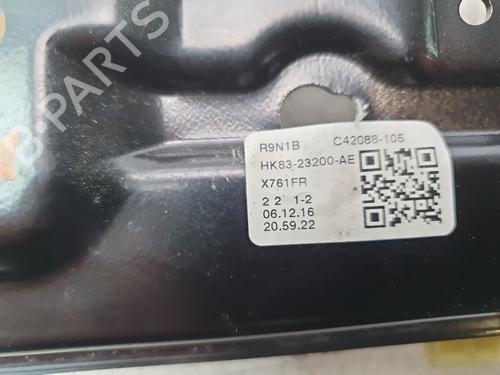 B-PARTS
R9N1B C42088-105
HK83-23200-AE
X761FR
2 2 1-2
06.12.16
20.59.22